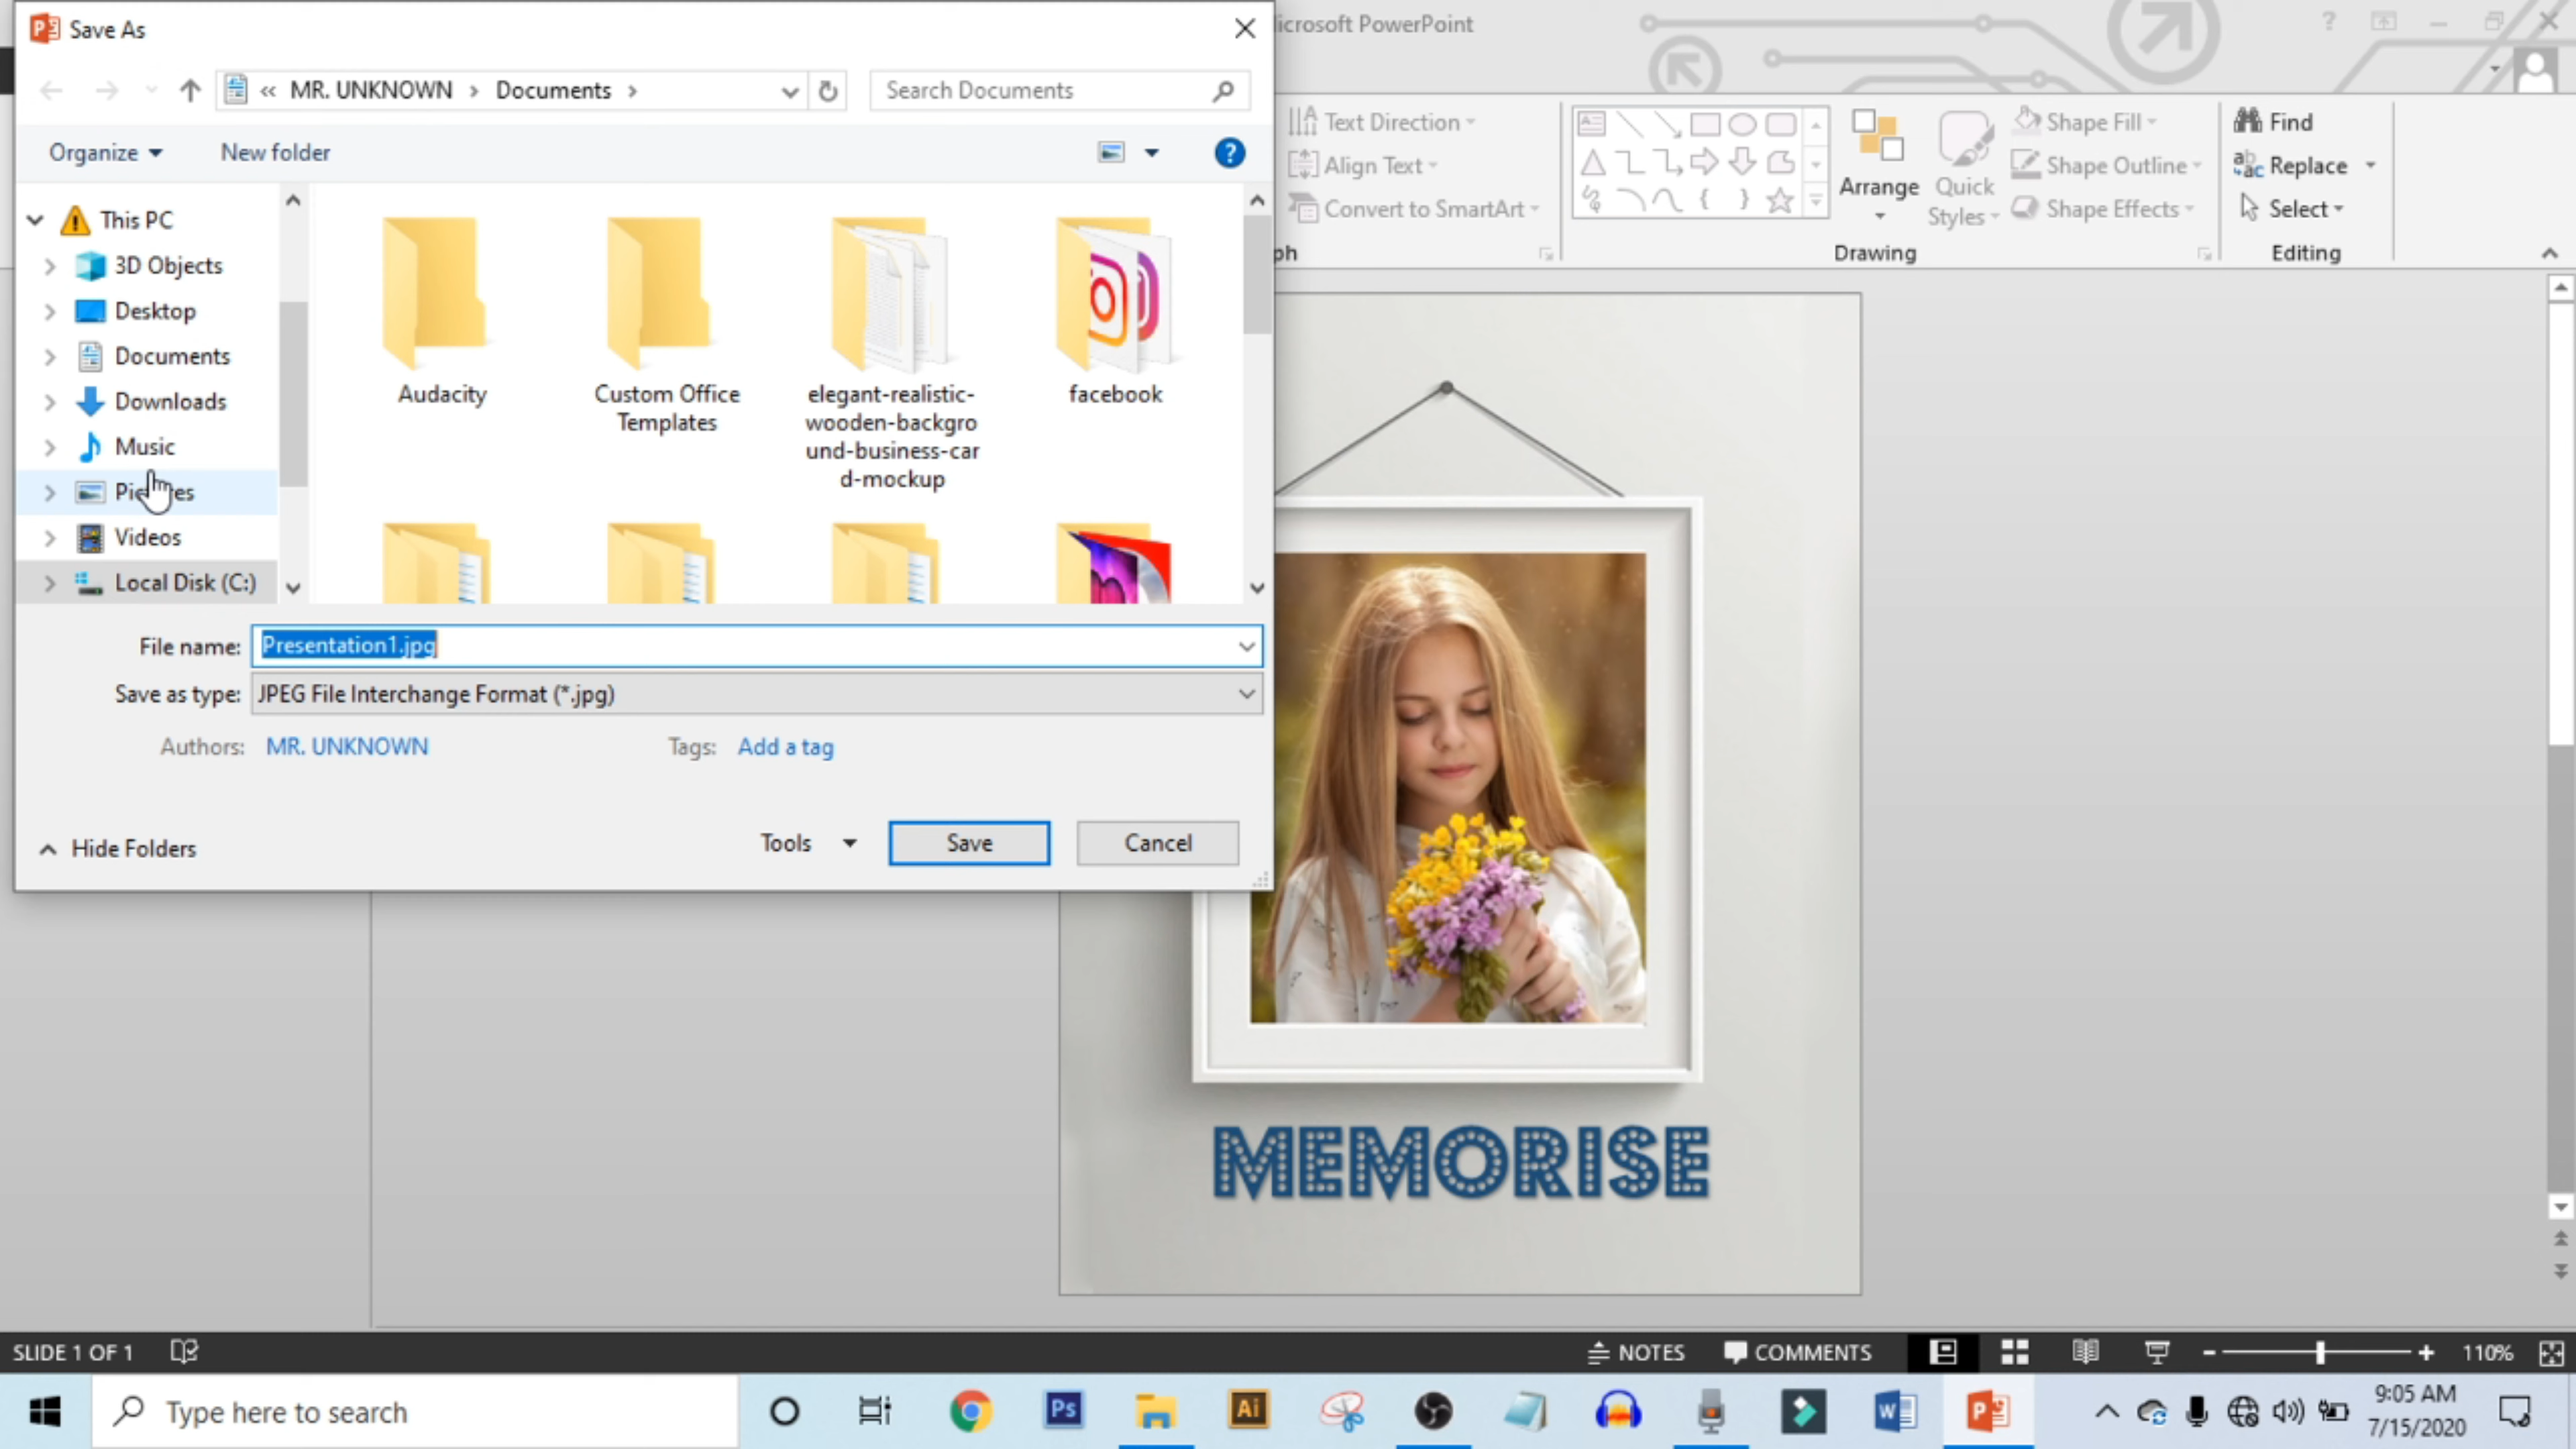 Save As
Microsoft PowerPoint
MR. UNKNOWN
Documents
Search Documents
Organize
New folder
This PC
3D Objects
Desktop
Documents
Downloads
Music
Pictures
Videos
Local Disk (C:)
Audacity
Custom Office
Templates
elegant-realistic-
wooden-backgro
und-business-car
d-mockup
facebook
File name: Presentation1.jpg
Save as type: JPEG File Interchange Format (*.jpg)
Authors: MR. UNKNOWN
Tags: Add a tag
Hide Folders
Tools
Save
Cancel
Text Direction
Align Text
Convert to SmartArt
ph
Arrange
Quick
Styles
Shape Fill
Shape Outline
Shape Effects
Drawing
Find
Replace
Select
Editing
MEMORISE
SLIDE 1 OF 1
NOTES
COMMENTS
110%
Type here to search
Ps
Ai
9:05 AM
7/15/2020